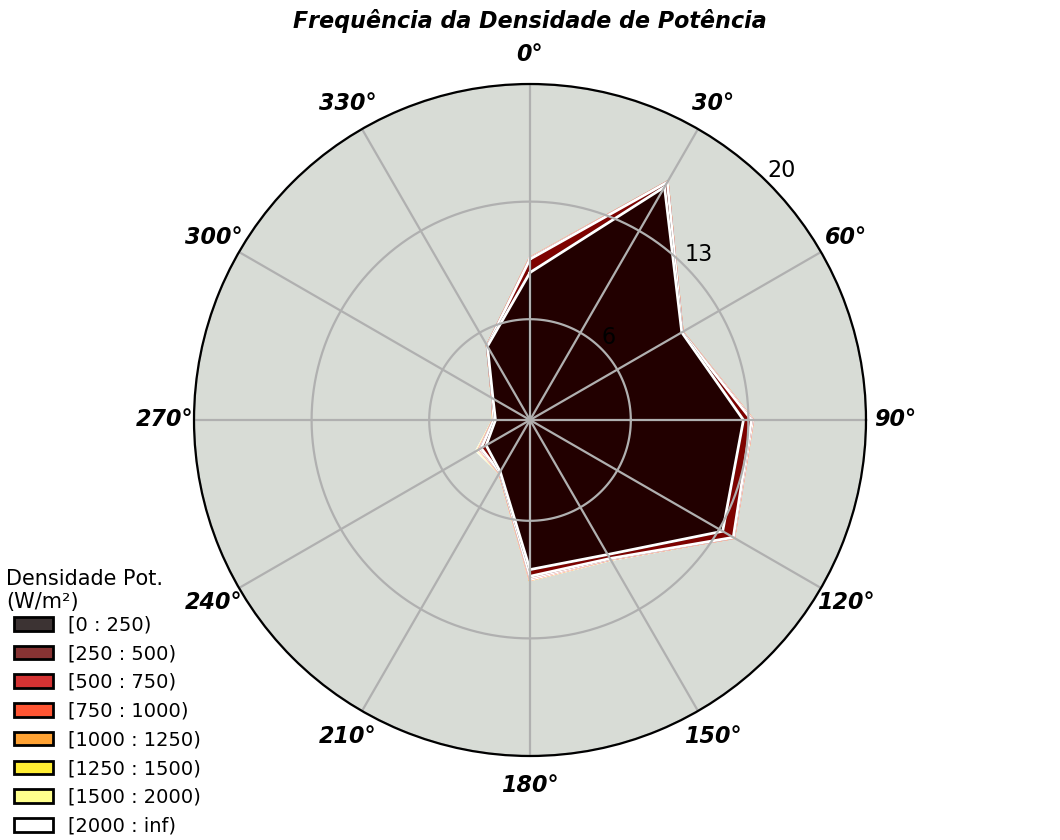 Frequência da Densidade de Potência
0°
330°
30°
20
300°
60°
13
6
270°
90°
Densidade Pot.
(W/m²)
240°
120°
[0 : 250)
[250 : 500)
[500 : 750)
[750 : 1000)
210°
150°
[1000 : 1250)
[1250 : 1500)
180°
[1500 : 2000)
[2000 : inf)